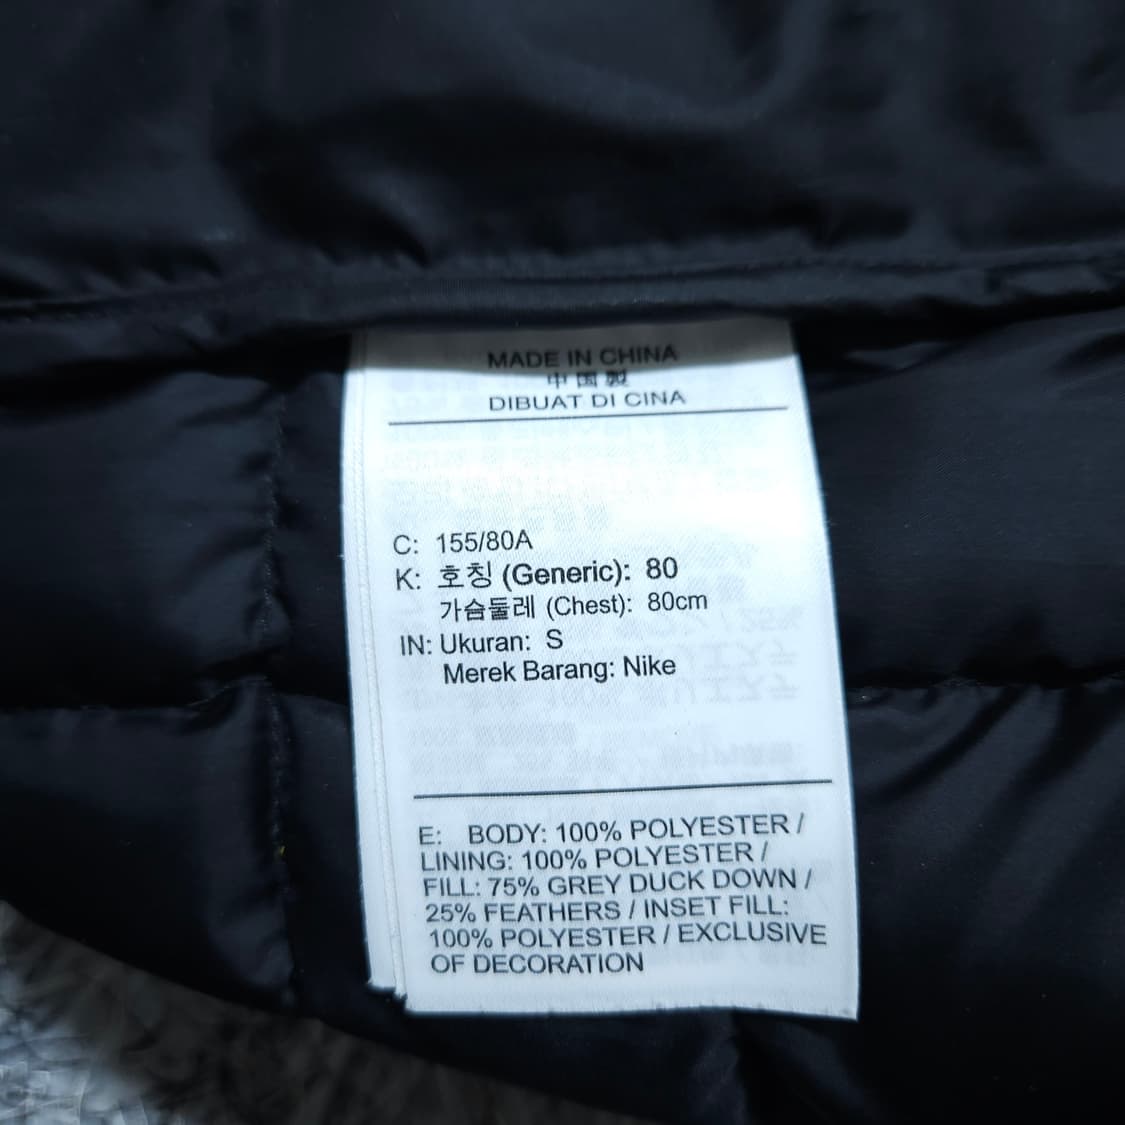 MADE IN CHINA
中国製
DIBUAT DI CINA
C: 155/80A
K: 호칭 (Generic): 80
가슴둘레 (Chest): 80cm
IN: Ukuran: S
Merek Barang: Nike
E: BODY: 100% POLYESTER /
LINING: 100% POLYESTER /
FILL: 75% GREY DUCK DOWN /
25% FEATHERS / INSET FILL:
100% POLYESTER / EXCLUSIVE
OF DECORATION